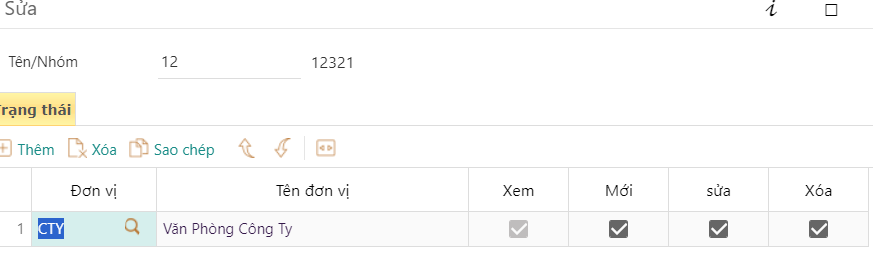 Sửa
Tên/Nhóm 12 12321
Trạng thái
Thêm Xóa Sao chép
Đơn vị Tên đơn vị Xem Mới sửa Xóa
1 CTY Văn Phòng Công Ty